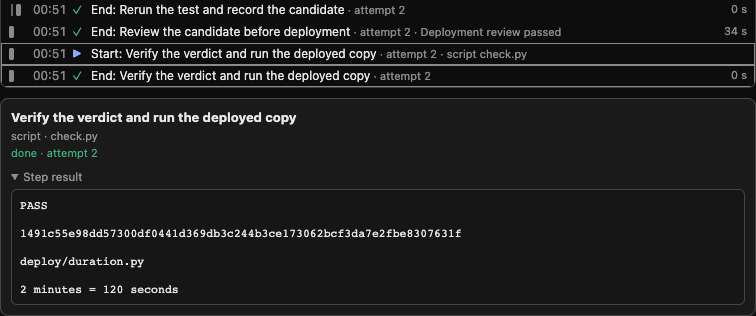 00:51 ✓ End: Rerun the test and record the candidate · attempt 2 0 s
00:51 ✓ End: Review the candidate before deployment · attempt 2 · Deployment review passed 34 s
00:51 ▶ Start: Verify the verdict and run the deployed copy · attempt 2 · script check.py
00:51 ✓ End: Verify the verdict and run the deployed copy · attempt 2 0 s
Verify the verdict and run the deployed copy
script · check.py
done · attempt 2
▼ Step result
PASS
1491c55e98dd57300df0441d369db3c244b3ce173062bcf3da7e2fbe8307631f
deploy/duration.py
2 minutes = 120 seconds